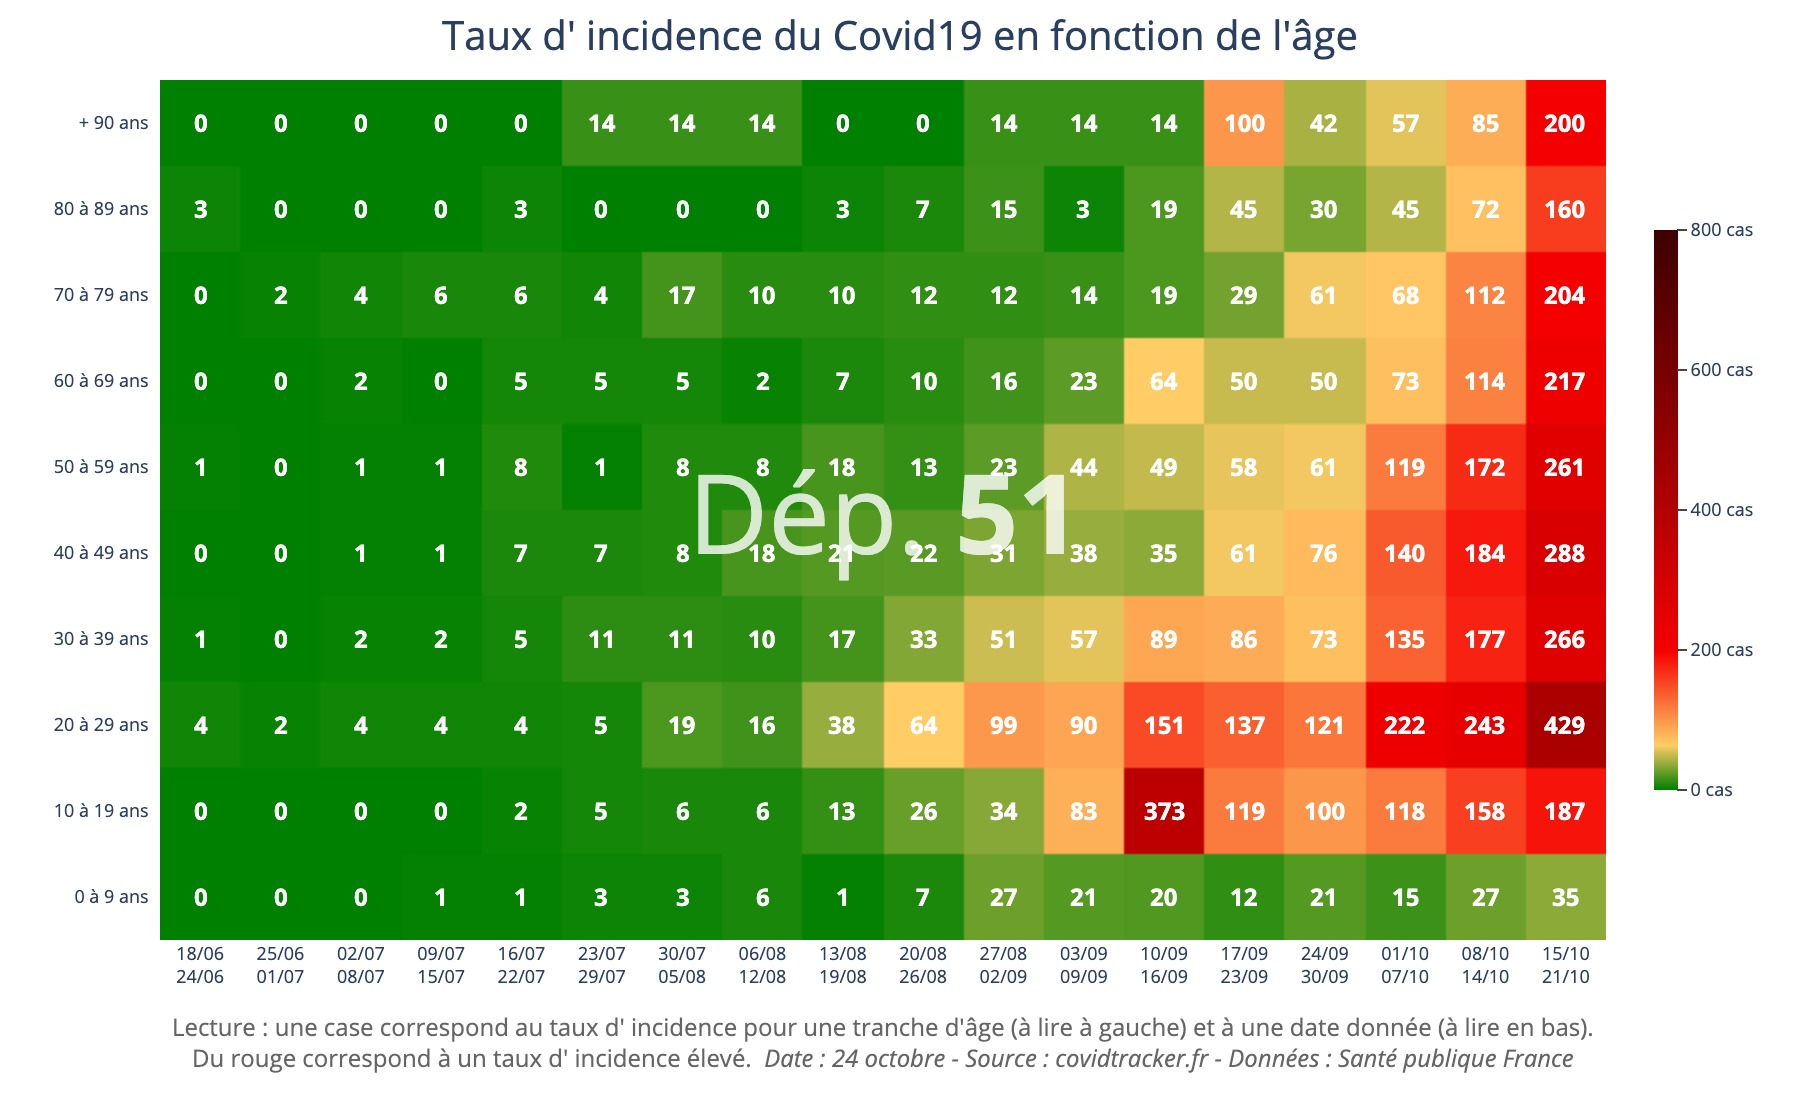 Taux d' incidence du Covid19 en fonction de l'âge
+ 90 ans 0 0 0 0 0 14 14 14 0 0 14 14 14 100 42 57 85 200
80 à 89 ans 3 0 0 0 3 0 0 0 3 7 15 3 19 45 30 45 72 160
70 à 79 ans 0 2 4 6 6 4 17 10 10 12 12 14 19 29 61 68 112 204
60 à 69 ans 0 0 2 0 5 5 5 2 7 10 16 23 64 50 50 73 114 217
50 à 59 ans 1 0 1 1 8 1 8 8 18 13 23 44 49 58 61 119 172 261
Dép. 51
40 à 49 ans 0 0 1 1 7 7 8 18 21 22 31 38 35 61 76 140 184 288
30 à 39 ans 1 0 2 2 5 11 11 10 17 33 51 57 89 86 73 135 177 266
20 à 29 ans 4 2 4 4 4 5 19 16 38 64 99 90 151 137 121 222 243 429
10 à 19 ans 0 0 0 0 2 5 6 6 13 26 34 83 373 119 100 118 158 187
0 à 9 ans 0 0 0 1 1 3 3 6 1 7 27 21 20 12 21 15 27 35
18/06 25/06 02/07 09/07 16/07 23/07 30/07 06/08 13/08 20/08 27/08 03/09 10/09 17/09 24/09 01/10 08/10 15/10
24/06 01/07 08/07 15/07 22/07 29/07 05/08 12/08 19/08 26/08 02/09 09/09 16/09 23/09 30/09 07/10 14/10 21/10
800 cas
600 cas
400 cas
200 cas
0 cas
Lecture : une case correspond au taux d' incidence pour une tranche d'âge (à lire à gauche) et à une date donnée (à lire en bas).
Du rouge correspond à un taux d' incidence élevé. Date : 24 octobre - Source : covidtracker.fr - Données : Santé publique France